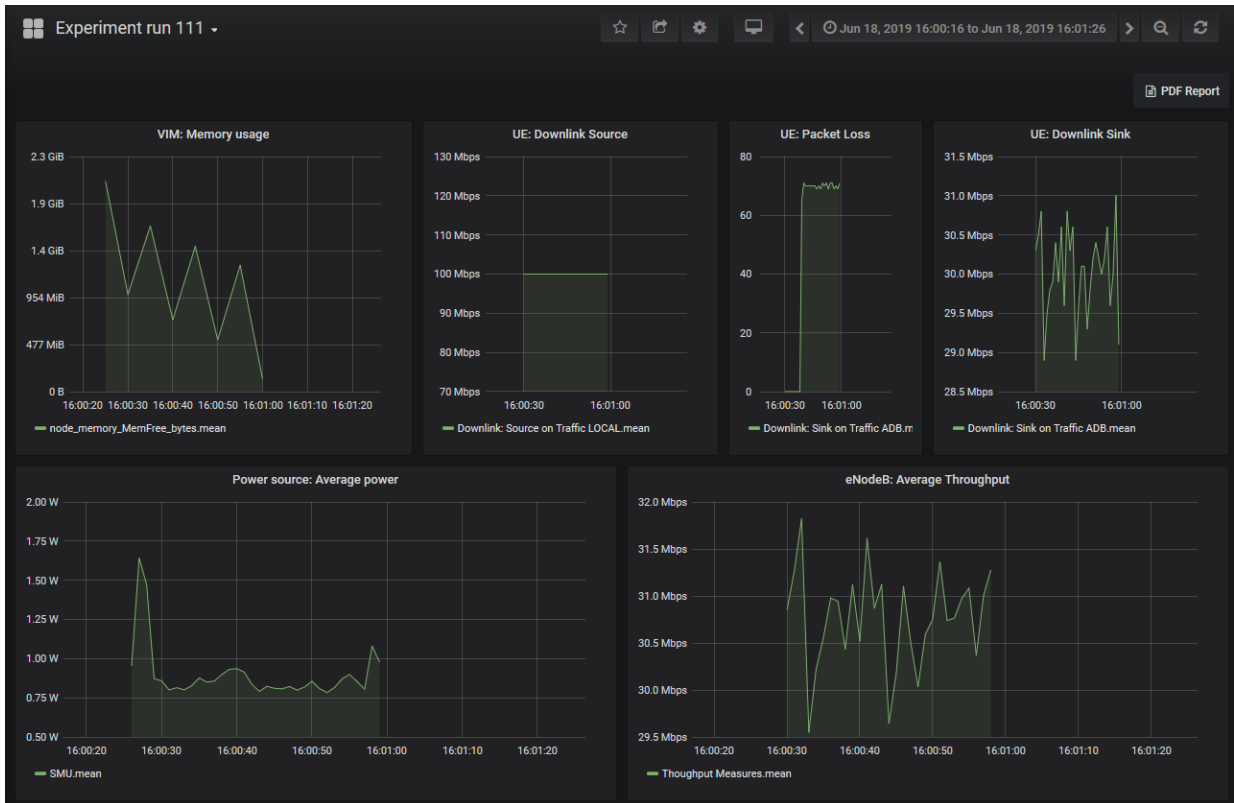 Experiment run 111
Jun 18, 2019 16:00:16 to Jun 18, 2019 16:01:26
PDF Report
VIM: Memory usage
2.3 GiB
1.9 GiB
1.4 GiB
954 MiB
477 MiB
0 B
16:00:20 16:00:30 16:00:40 16:00:50 16:01:00 16:01:10 16:01:20
node_memory_MemFree_bytes.mean
UE: Downlink Source
130 Mbps
120 Mbps
110 Mbps
100 Mbps
90 Mbps
80 Mbps
70 Mbps
16:00:30 16:01:00
Downlink: Source on Traffic LOCAL.mean
UE: Packet Loss
80
60
40
20
0
16:00:30 16:01:00
Downlink: Sink on Traffic ADB.m
UE: Downlink Sink
31.5 Mbps
31.0 Mbps
30.5 Mbps
30.0 Mbps
29.5 Mbps
29.0 Mbps
28.5 Mbps
16:00:30 16:01:00
Downlink: Sink on Traffic ADB.mean
Power source: Average power
2.00 W
1.75 W
1.50 W
1.25 W
1.00 W
0.75 W
0.50 W
16:00:20 16:00:30 16:00:40 16:00:50 16:01:00 16:01:10 16:01:20
SMU.mean
eNodeB: Average Throughput
32.0 Mbps
31.5 Mbps
31.0 Mbps
30.5 Mbps
30.0 Mbps
29.5 Mbps
16:00:20 16:00:30 16:00:40 16:00:50 16:01:00 16:01:10 16:01:20
Thoughput Measures.mean